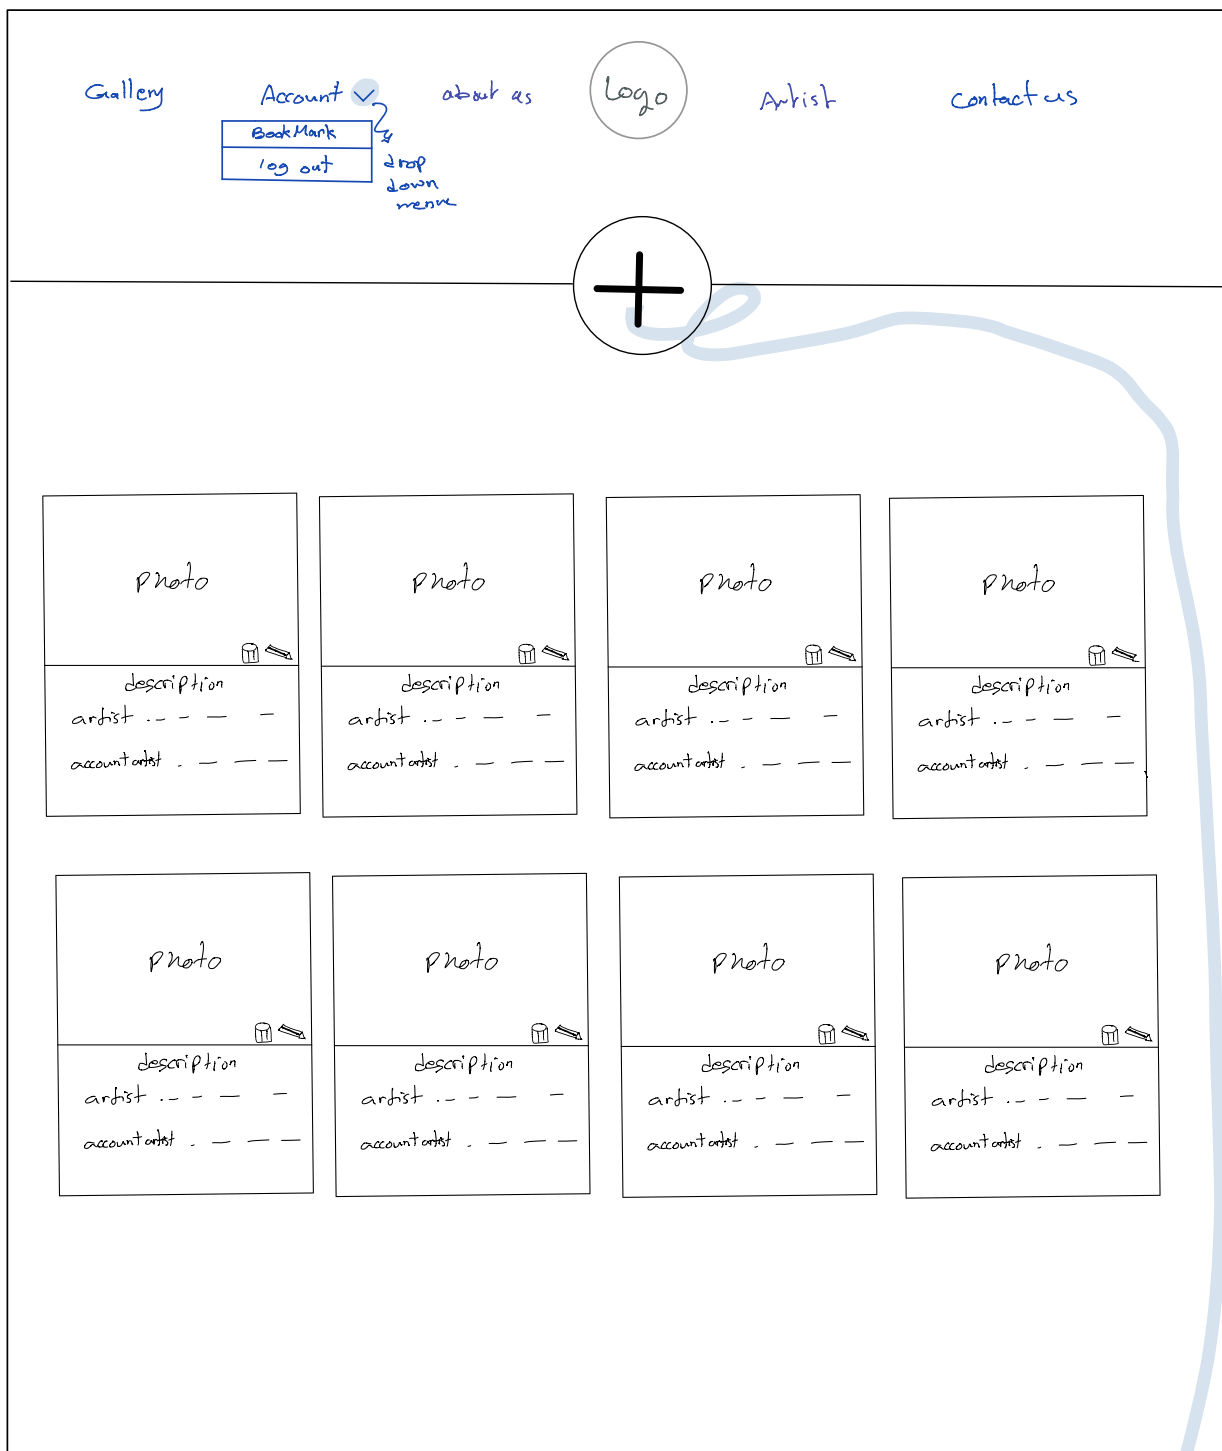 Gallery
Account
about us
Logo
Artist
Contact us
BookMark
log out
drop
down
menue
photo
photo
photo
photo
description
description
description
description
artist
artist
artist
artist
account artist
account artist
account artist
account artist
photo
photo
photo
photo
description
description
description
description
artist
artist
artist
artist
account artist
account artist
account artist
account artist